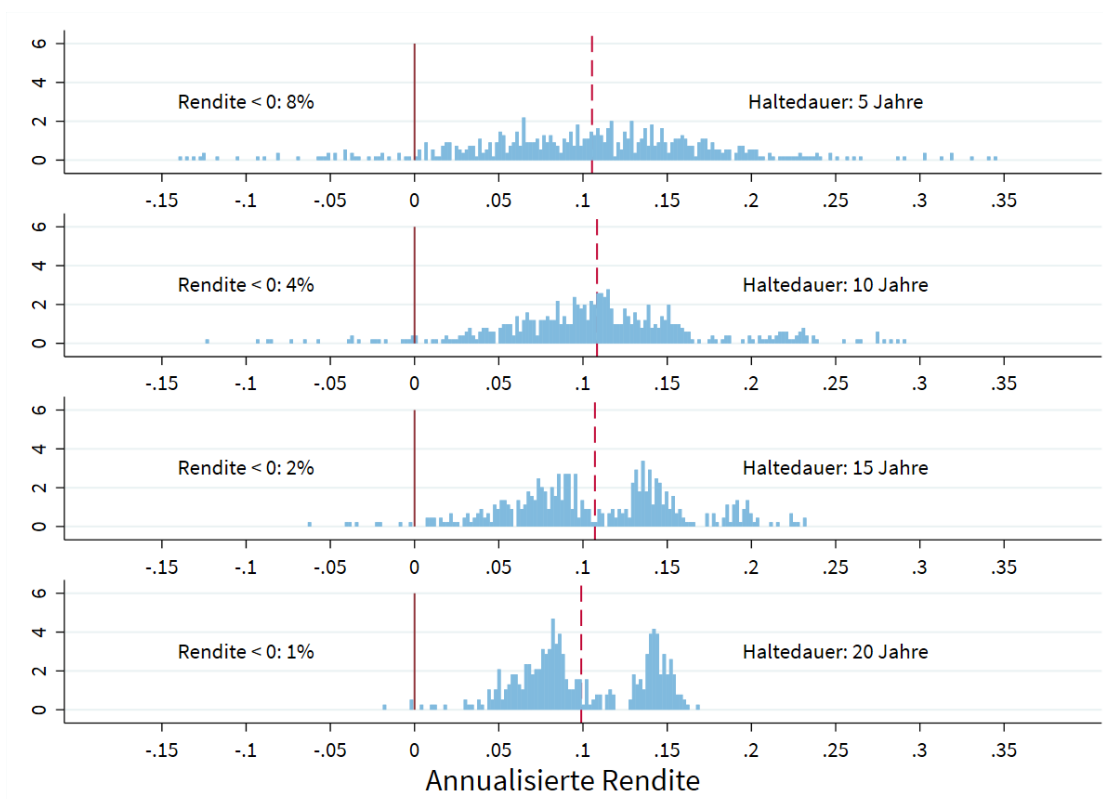 6
4
2
0
Rendite < 0: 8%
Haltedauer: 5 Jahre
-.15 -.1 -.05 0 .05 .1 .15 .2 .25 .3 .35
6
4
2
0
Rendite < 0: 4%
Haltedauer: 10 Jahre
-.15 -.1 -.05 0 .05 .1 .15 .2 .25 .3 .35
6
4
2
0
Rendite < 0: 2%
Haltedauer: 15 Jahre
-.15 -.1 -.05 0 .05 .1 .15 .2 .25 .3 .35
6
4
2
0
Rendite < 0: 1%
Haltedauer: 20 Jahre
-.15 -.1 -.05 0 .05 .1 .15 .2 .25 .3 .35
Annualisierte Rendite